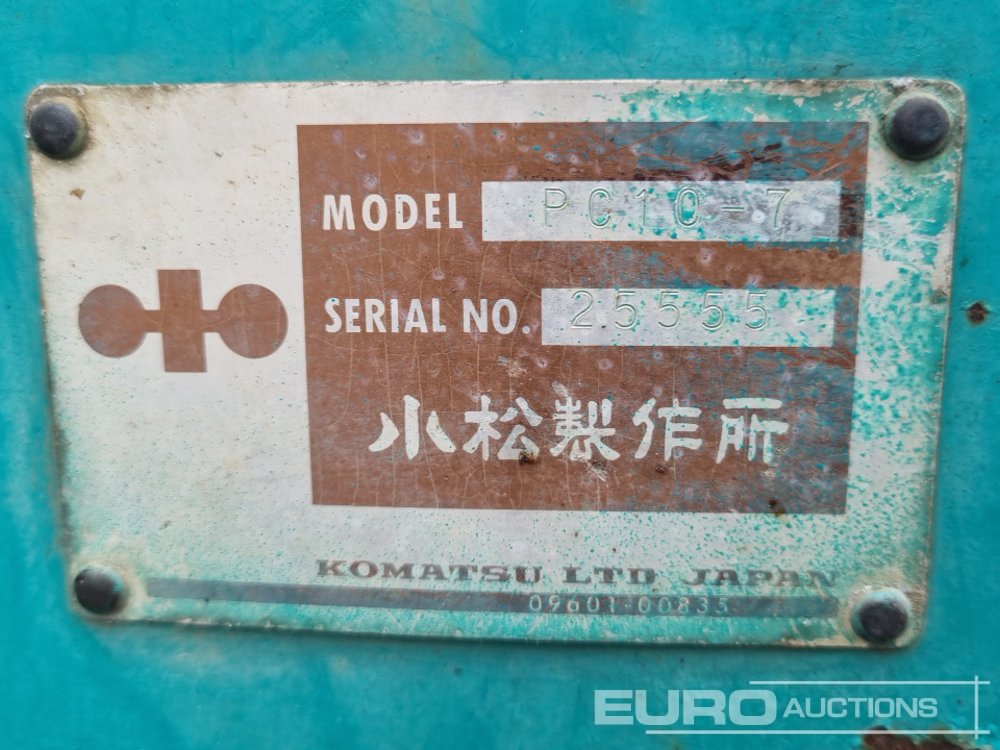 MODEL PC10-7
SERIAL NO. 25555
小松製作所
KOMATSU LTD JAPAN
09601-00835
EURO AUCTIONS